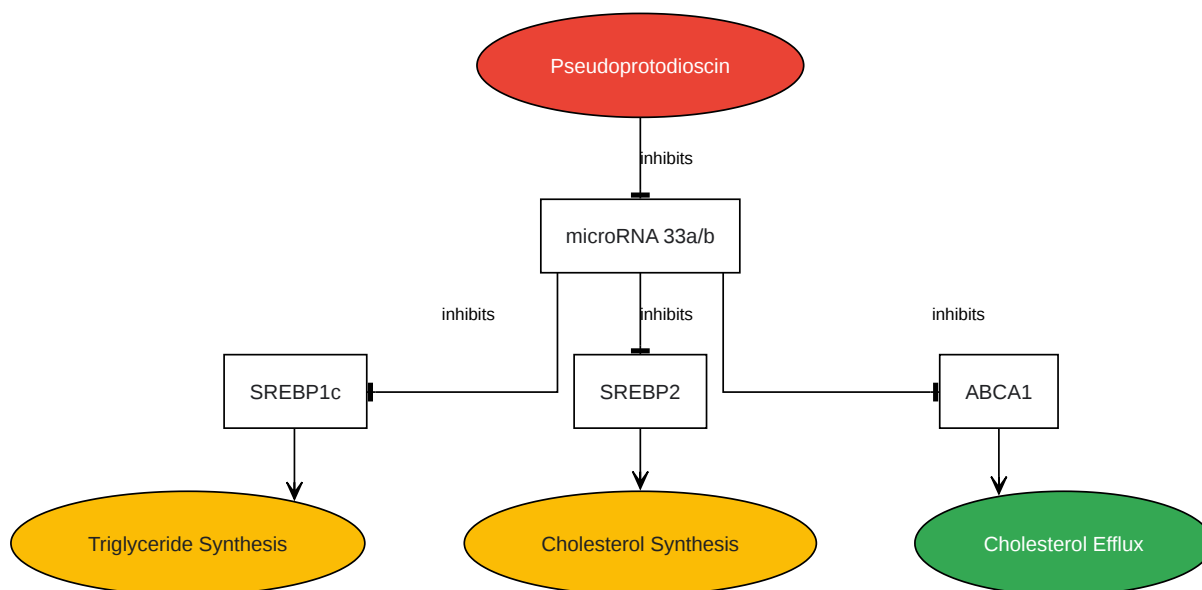 Pseudoprotodioscin
inhibits
microRNA 33a/b
inhibits
inhibits
inhibits
SREBP1c
SREBP2
ABCA1
Triglyceride Synthesis
Cholesterol Synthesis
Cholesterol Efflux